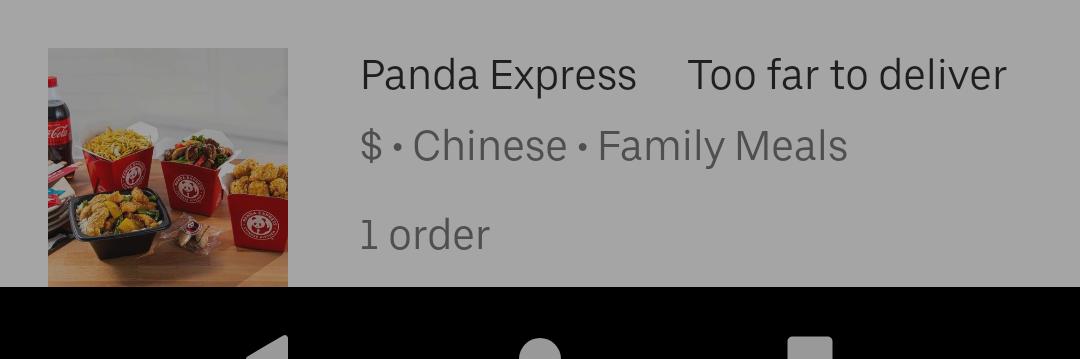 Panda Express Too far to deliver
$ • Chinese • Family Meals
1 order